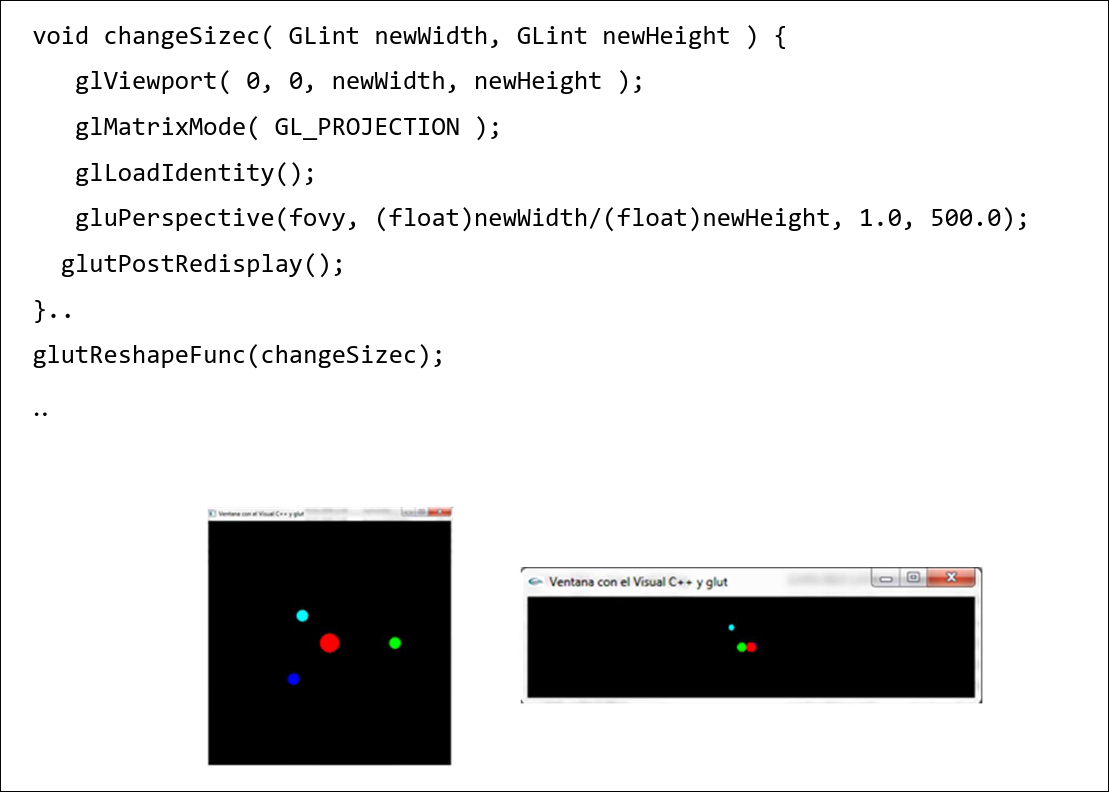 void changeSizec( GLint newWidth, GLint newHeight ) {
glViewport( 0, 0, newWidth, newHeight );
glMatrixMode( GL_PROJECTION );
glLoadIdentity();
gluPerspective(fovy, (float)newWidth/(float)newHeight, 1.0, 500.0);
glutPostRedisplay();
}..
glutReshapeFunc(changeSizec);
..
Ventana con el Visual C++ y glut
Ventana con el Visual C++ y glut